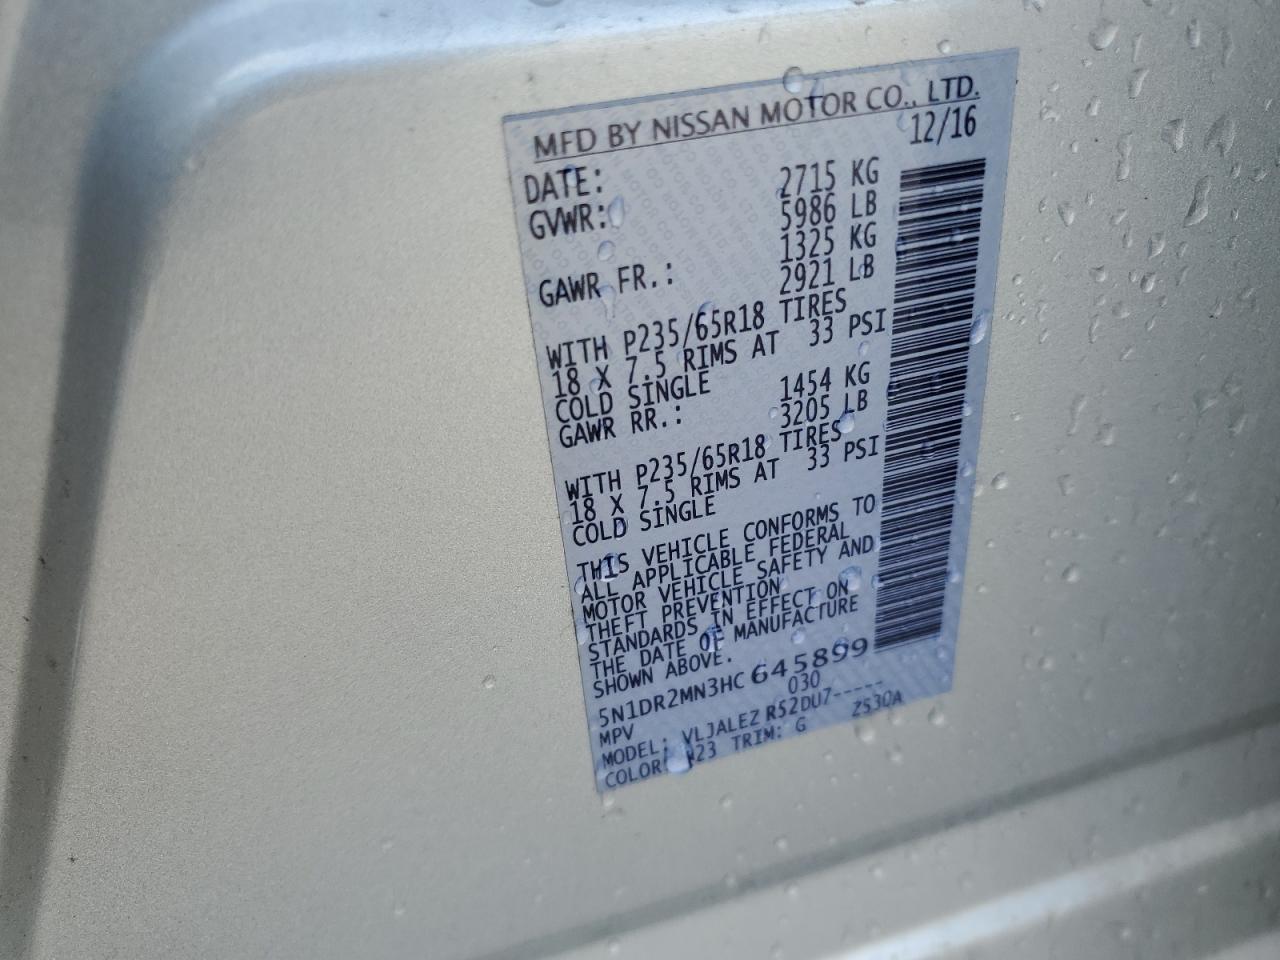 MFD BY NISSAN MOTOR CO., LTD.
DATE: 12/16
GVWR: 2715 KG
5986 LB
GAWR FR.: 1325 KG
2921 LB
WITH P235/65R18 TIRES
18 X 7.5 RIMS AT 33 PSI
COLD SINGLE
GAWR RR.: 1454 KG
3205 LB
WITH P235/65R18 TIRES
18 X 7.5 RIMS AT 33 PSI
COLD SINGLE
THIS VEHICLE CONFORMS TO
ALL APPLICABLE FEDERAL
MOTOR VEHICLE SAFETY AND
THEFT PREVENTION
STANDARDS IN EFFECT ON
THE DATE OF MANUFACTURE
SHOWN ABOVE.
5N1DR2MN3HC645899
MPV 030
MODEL: VLJALEZ R52DUZ-----
COLOR: TRIM: G Z530A